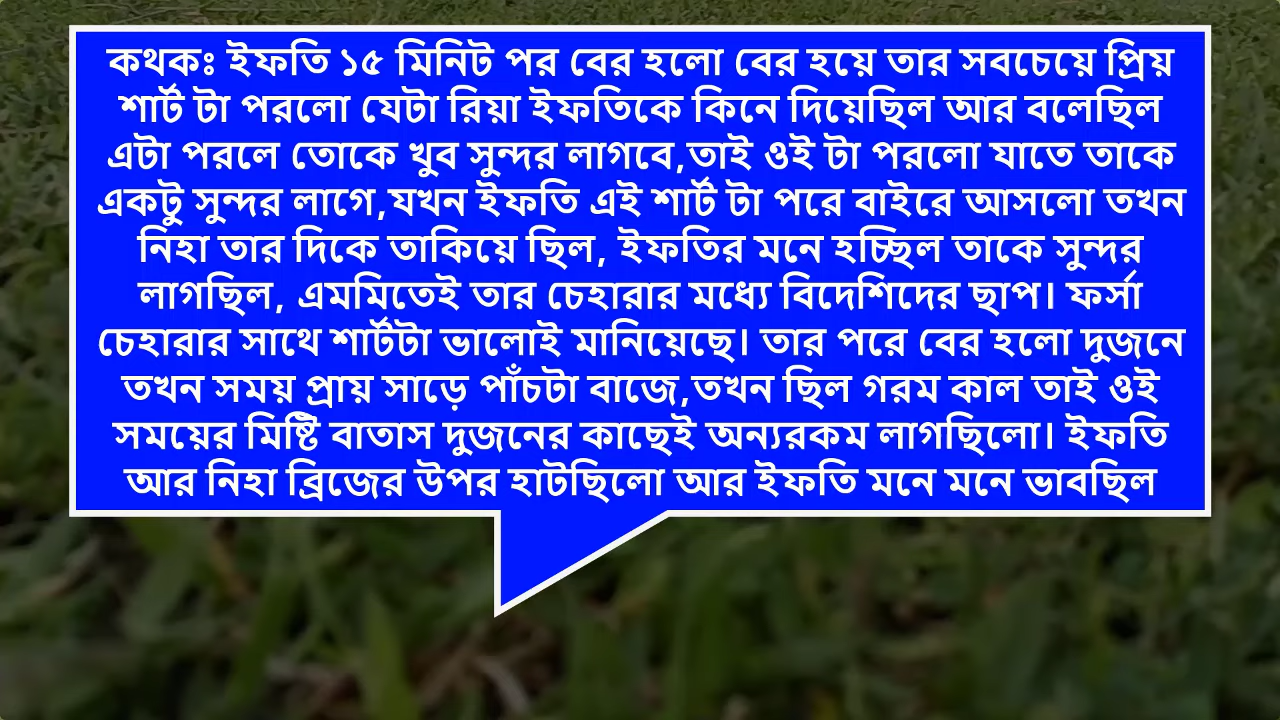 কথকঃ ইফতি ১৫ মিনিট পর বের হলো বের হয়ে তার সবচেয়ে প্রিয়
শার্ট টা পরলো যেটা রিয়া ইফতিকে কিনে দিয়েছিল আর বলেছিল
এটা পরলে তোকে খুব সুন্দর লাগবে,তাই ওই টা পরলো যাতে তাকে
একটু সুন্দর লাগে,যখন ইফতি এই শার্ট টা পরে বাইরে আসলো তখন
নিহা তার দিকে তাকিয়ে ছিল, ইফতির মনে হচ্ছিল তাকে সুন্দর
লাগছিল, এমমিতেই তার চেহারার মধ্যে বিদেশিদের ছাপ। ফর্সা
চেহারার সাথে শার্টটা ভালোই মানিয়েছে। তার পরে বের হলো দুজনে
তখন সময় প্রায় সাড়ে পাঁচটা বাজে,তখন ছিল গরম কাল তাই ওই
সময়ের মিষ্টি বাতাস দুজনের কাছেই অন্যরকম লাগছিলো। ইফতি
আর নিহা ব্রিজের উপর হাটছিলো আর ইফতি মনে মনে ভাবছিল